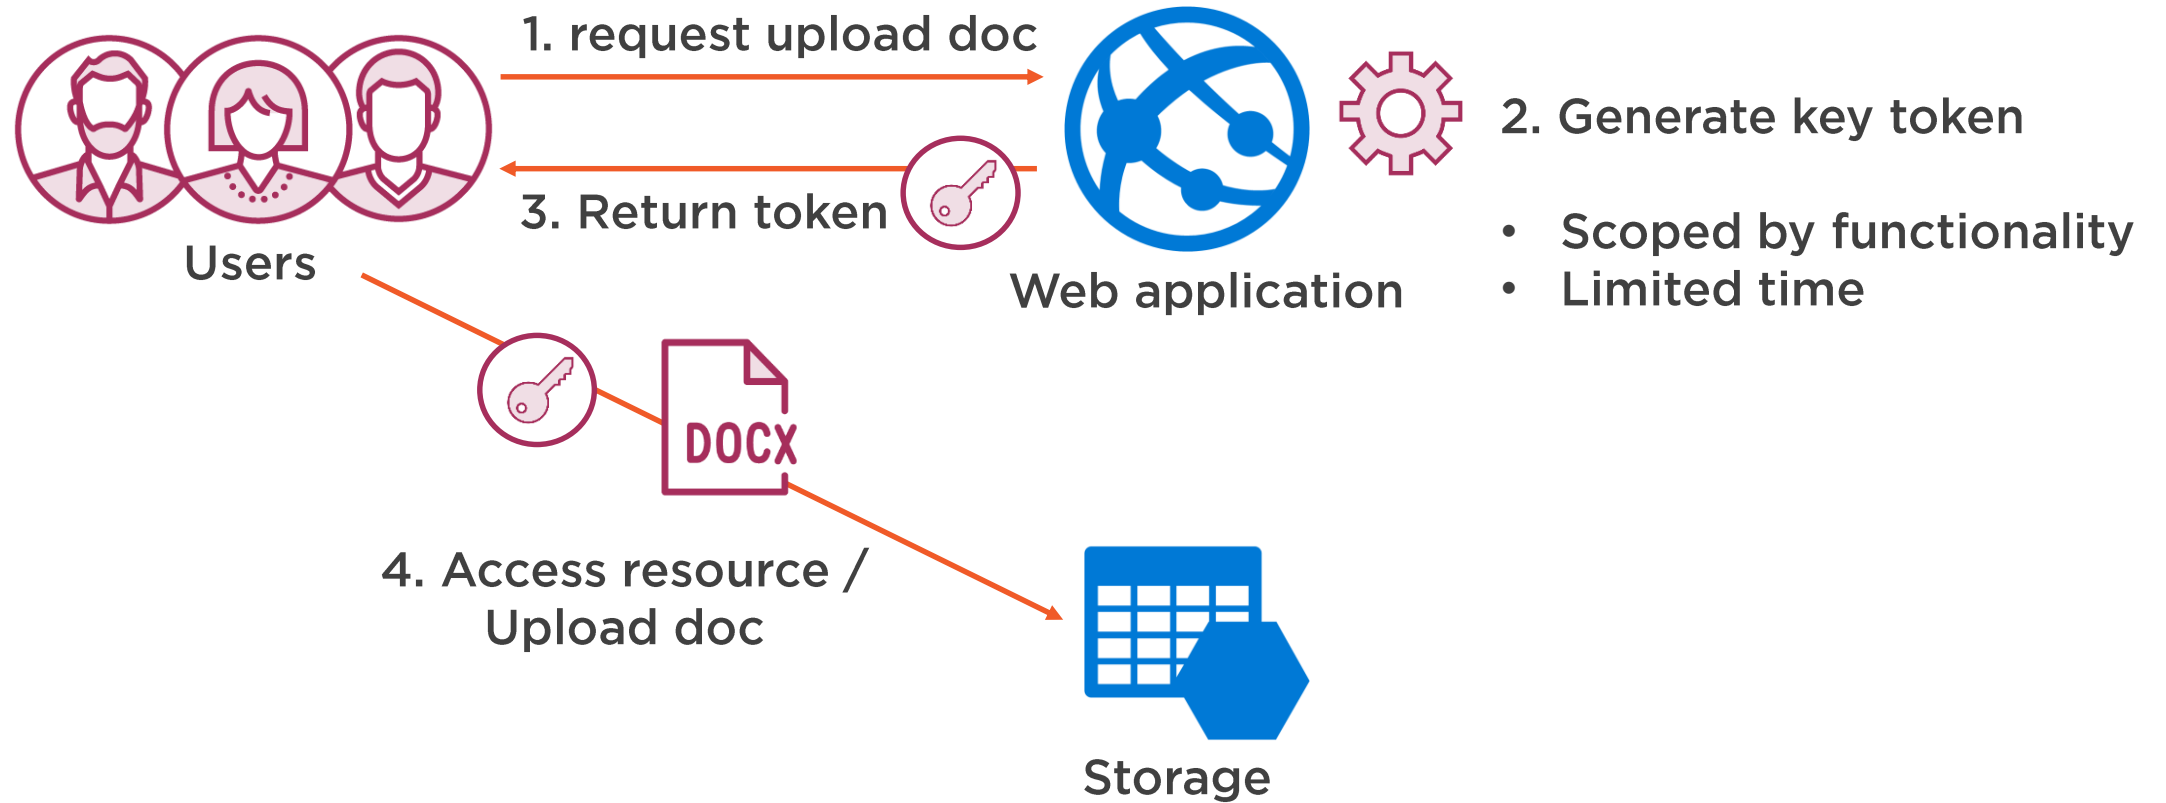 1. request upload doc
2. Generate key token
3. Return token
Users
Web application
• Scoped by functionality
• Limited time
DOCX
4. Access resource /
Upload doc
Storage